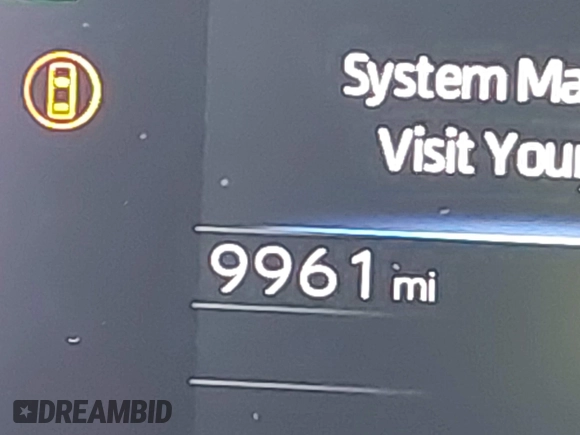 System Ma
Visit Your
9961 mi
DREAMBID